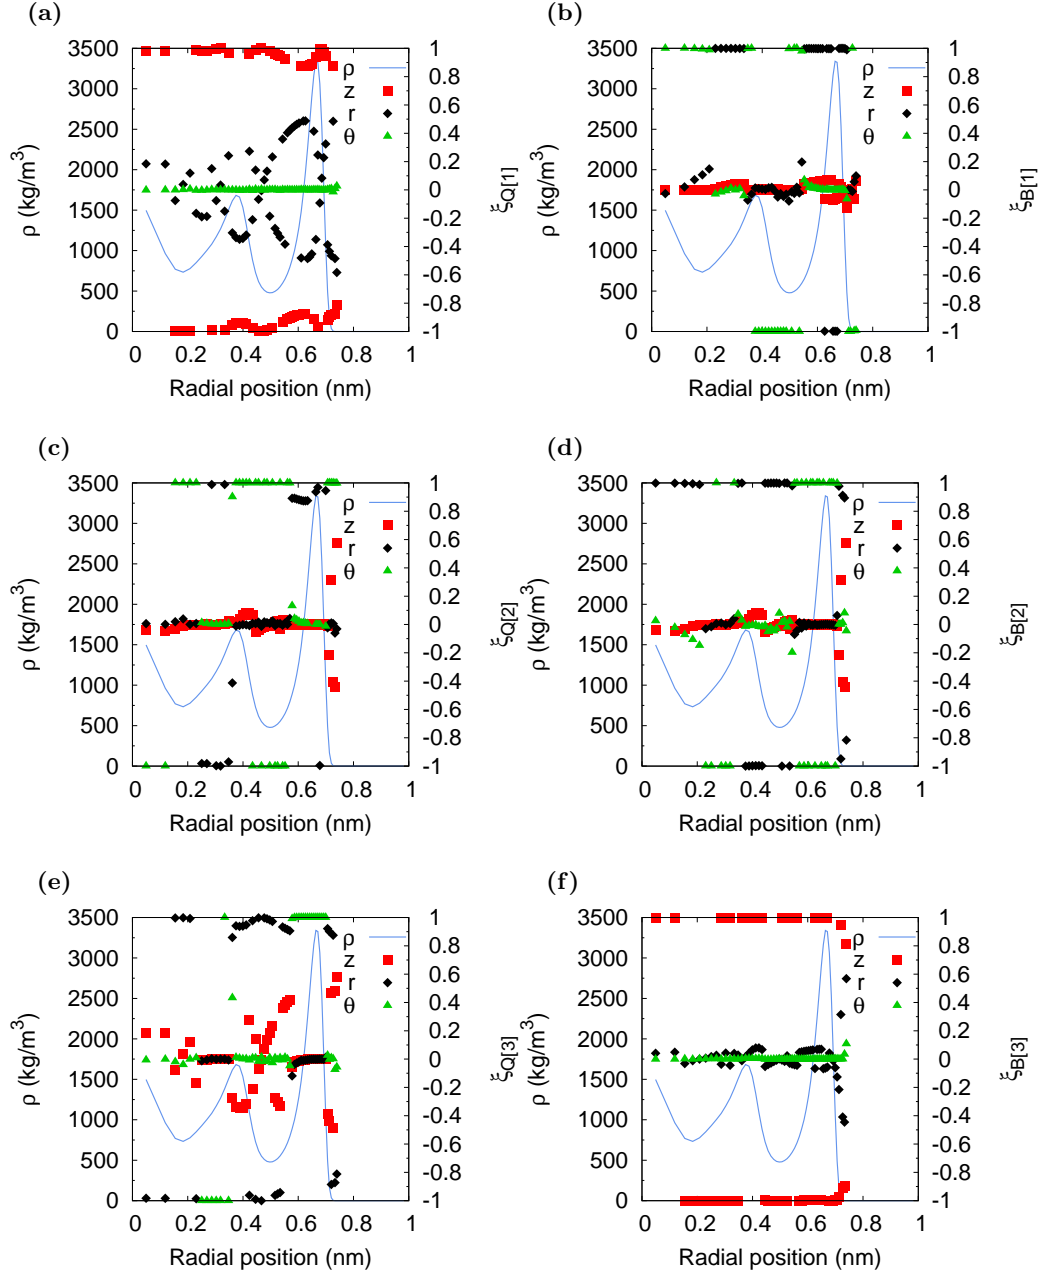 (a)
3500
3000
2500
2000
1500
1000
500
0
ρ (kg/m³)
0 0.2 0.4 0.6 0.8 1
Radial position (nm)
1
0.8
0.6
0.4
0.2
0
-0.2
-0.4
-0.6
-0.8
-1
ξQ[1]
ρ
z
r
θ
(b)
3500
3000
2500
2000
1500
1000
500
0
ρ (kg/m³)
0 0.2 0.4 0.6 0.8 1
Radial position (nm)
1
0.8
0.6
0.4
0.2
0
-0.2
-0.4
-0.6
-0.8
-1
ξB[1]
ρ
z
r
θ
(c)
3500
3000
2500
2000
1500
1000
500
0
ρ (kg/m³)
0 0.2 0.4 0.6 0.8 1
Radial position (nm)
1
0.8
0.6
0.4
0.2
0
-0.2
-0.4
-0.6
-0.8
-1
ξQ[2]
ρ
z
r
θ
(d)
3500
3000
2500
2000
1500
1000
500
0
ρ (kg/m³)
0 0.2 0.4 0.6 0.8 1
Radial position (nm)
1
0.8
0.6
0.4
0.2
0
-0.2
-0.4
-0.6
-0.8
-1
ξB[2]
ρ
z
r
θ
(e)
3500
3000
2500
2000
1500
1000
500
0
ρ (kg/m³)
0 0.2 0.4 0.6 0.8 1
Radial position (nm)
1
0.8
0.6
0.4
0.2
0
-0.2
-0.4
-0.6
-0.8
-1
ξQ[3]
ρ
z
r
θ
(f)
3500
3000
2500
2000
1500
1000
500
0
ρ (kg/m³)
0 0.2 0.4 0.6 0.8 1
Radial position (nm)
1
0.8
0.6
0.4
0.2
0
-0.2
-0.4
-0.6
-0.8
-1
ξB[3]
ρ
z
r
θ